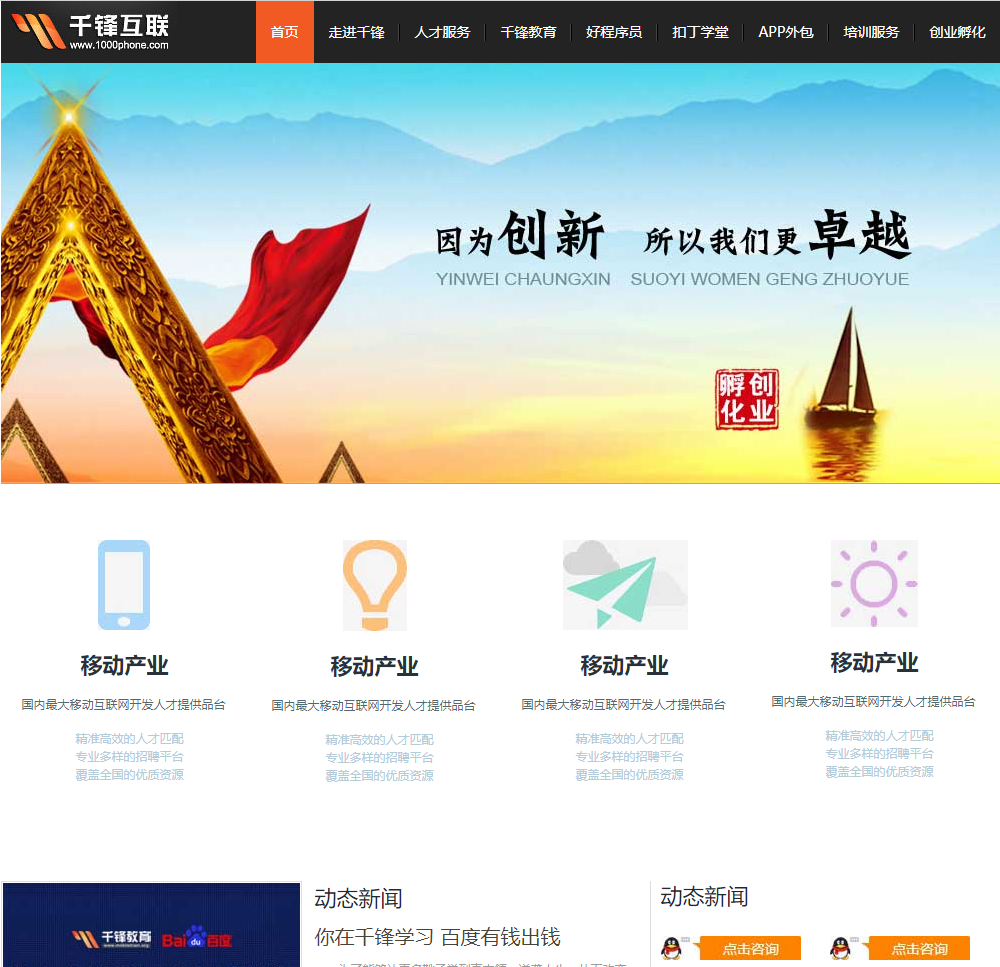 千锋互联
www.1000phone.com
首页 走进千锋 人才服务 千锋教育 好程序员 扣丁学堂 APP外包 培训服务 创业孵化
因为创新 所以我们更卓越
YINWEI CHAUNGXIN SUOYI WOMEN GENG ZHUOYUE
创业
孵化
移动产业 移动产业 移动产业 移动产业
国内最大移动互联网开发人才提供品台 国内最大移动互联网开发人才提供品台 国内最大移动互联网开发人才提供品台 国内最大移动互联网开发人才提供品台
精准高效的人才匹配 精准高效的人才匹配 精准高效的人才匹配 精准高效的人才匹配
专业多样的招聘平台 专业多样的招聘平台 专业多样的招聘平台 专业多样的招聘平台
覆盖全国的优质资源 覆盖全国的优质资源 覆盖全国的优质资源 覆盖全国的优质资源
千锋教育 Bai du 百度
动态新闻
你在千锋学习 百度有钱出钱
动态新闻
点击咨询 点击咨询